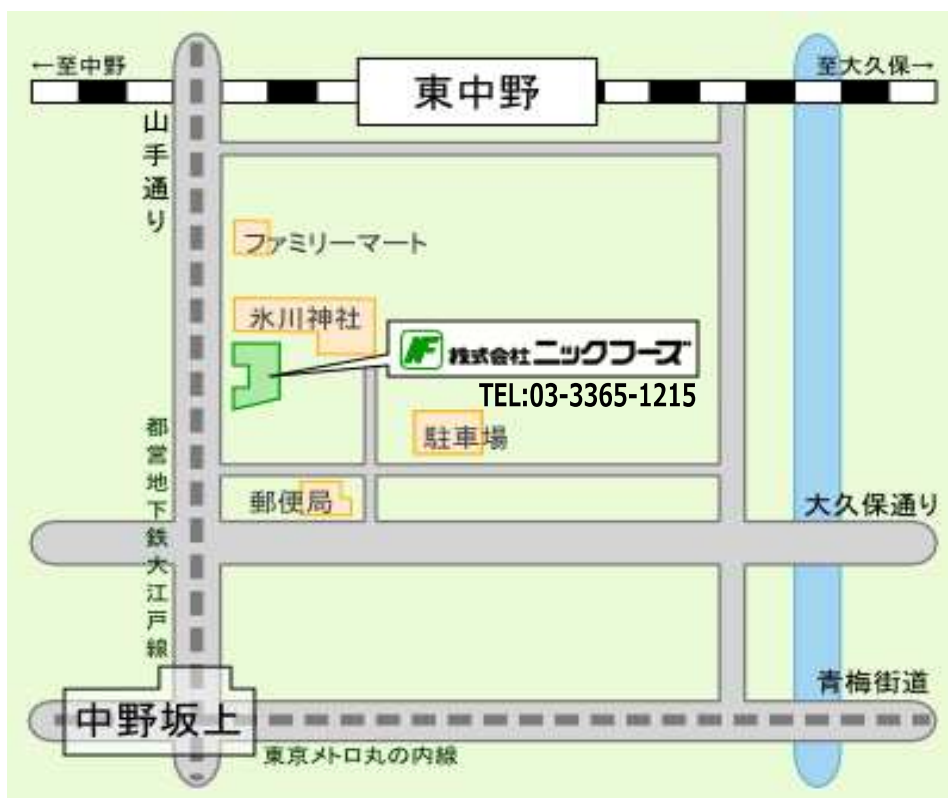 ←至中野
至大久保→
東中野
山手通り
ファミリーマート
氷川神社
株式会社ニックフーズ
TEL:03-3365-1215
駐車場
都営地下鉄大江戸線
郵便局
大久保通り
青梅街道
中野坂上
東京メトロ丸の内線